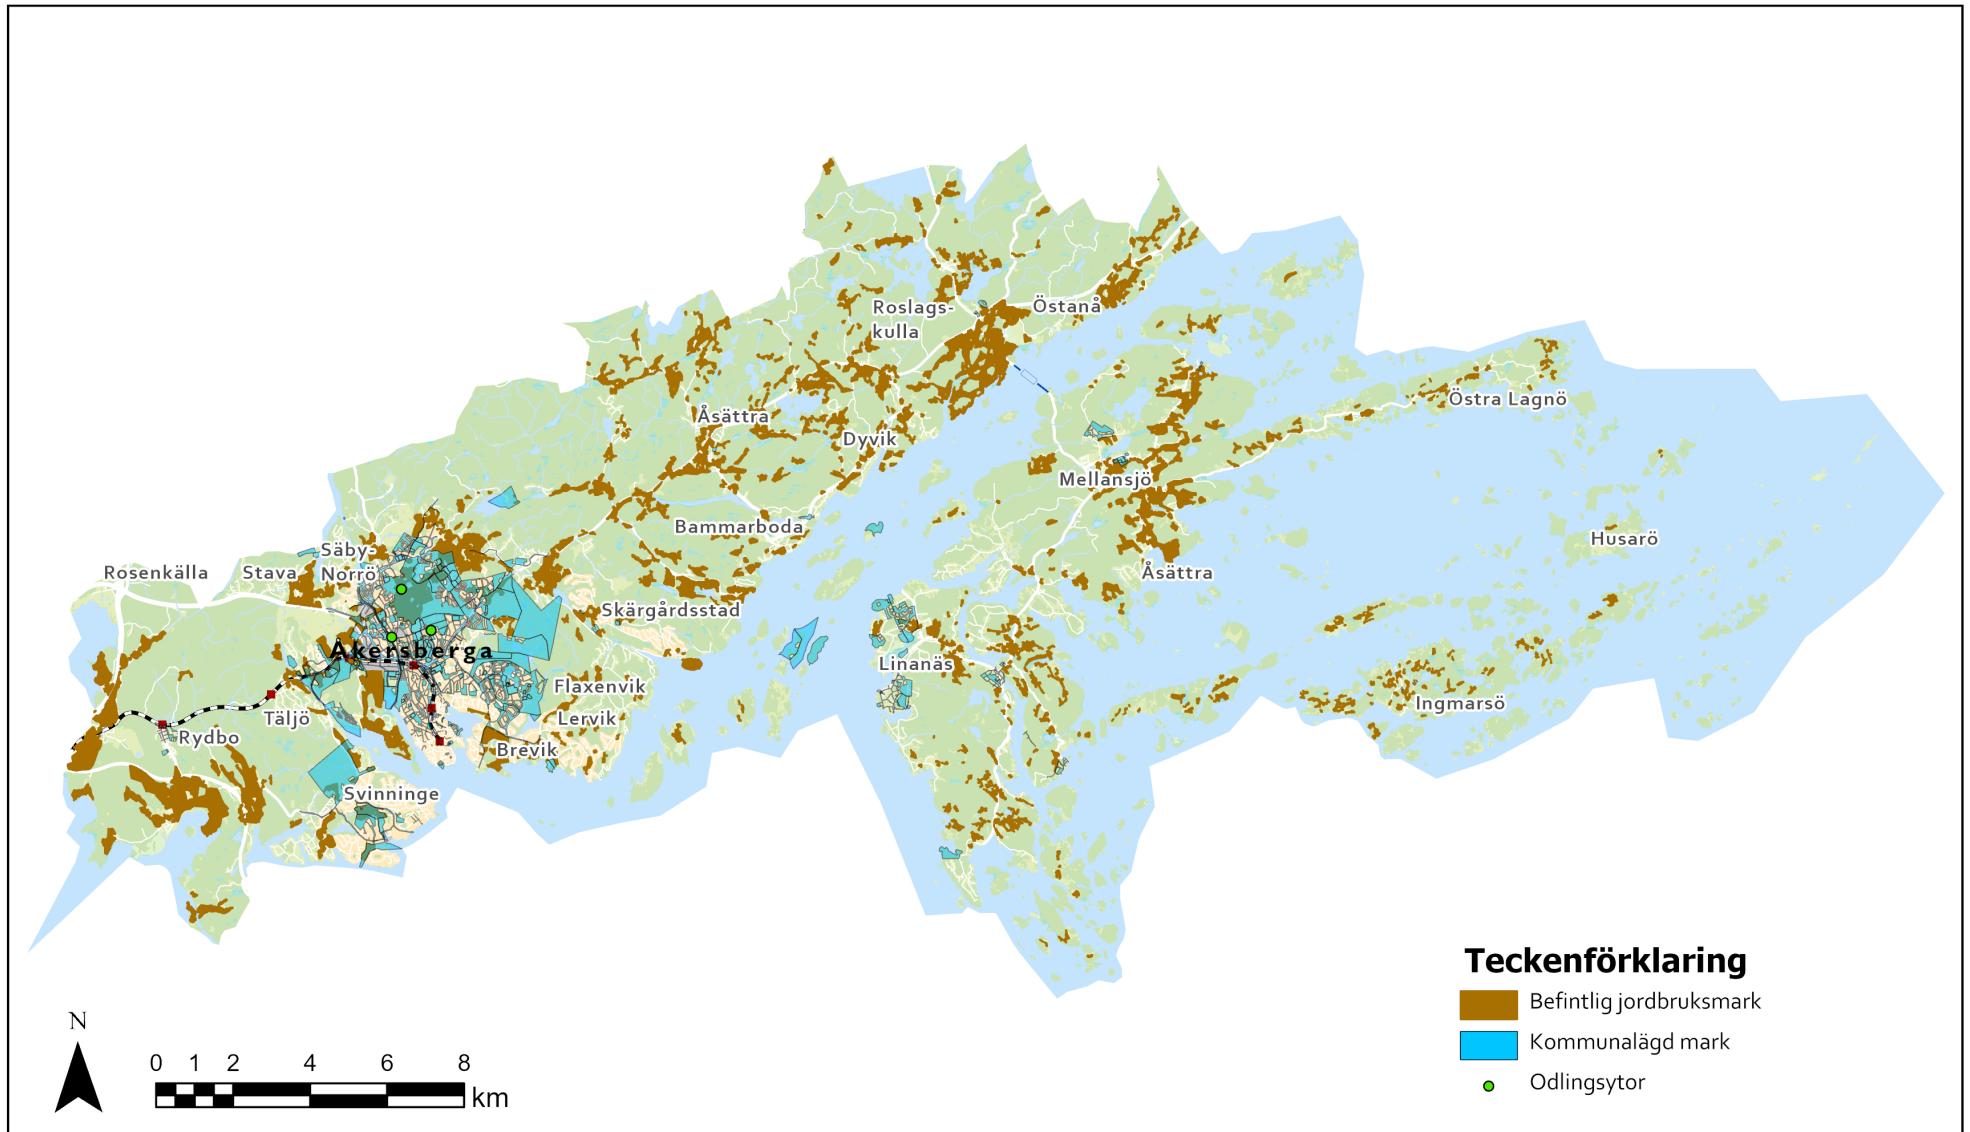 Roslags-
kulla
Östanå
Östra Lagnö
Åsättra
Dyvik
Mellansjö
Bammarboda
Husarö
Säby-
Norrö
Rosenkälla
Stava
Åsättra
Skärgårdsstad
Åkersberga
Linanäs
Flaxenvik
Ingmarsö
Täljö
Lervik
Rydbo
Brevik
Svinninge
Teckenförklaring
Befintlig jordbruksmark
Kommunalägd mark
Odlingsytor
N
0 1 2 4 6 8
km